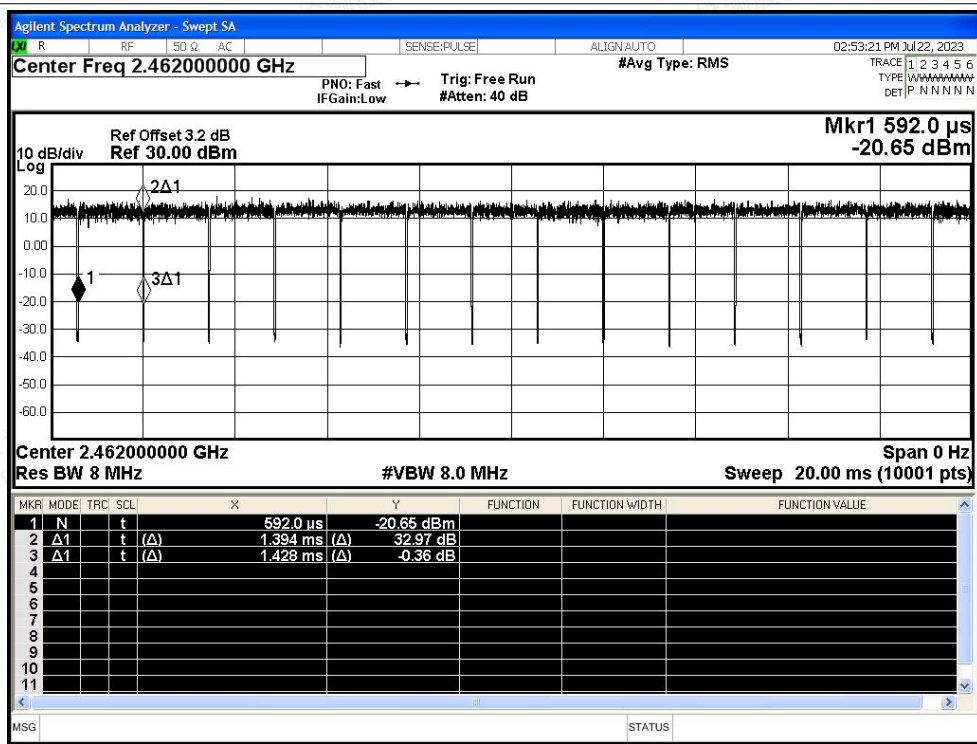 Agilent Spectrum Analyzer - Swept SA
LXI R RF 50 Ω AC SENSE:PULSE ALIGN AUTO 02:53:21 PM Jul 22, 2023
Center Freq 2.462000000 GHz
PNO: Fast
IFGain:Low
Trig: Free Run
#Atten: 40 dB
#Avg Type: RMS
TRACE 1 2 3 4 5 6
TYPE
DET P N N N N N
Mkr1 592.0 µs
-20.65 dBm
Ref Offset 3.2 dB
10 dB/div Ref 30.00 dBm
Log
20.0
10.0
0.00
-10.0
-20.0
-30.0
-40.0
-50.0
-60.0
2Δ1
1
3Δ1
Center 2.462000000 GHz Span 0 Hz
Res BW 8 MHz #VBW 8.0 MHz Sweep 20.00 ms (10001 pts)
MKR MODE TRC SCL X Y FUNCTION FUNCTION WIDTH FUNCTION VALUE
1 N t 592.0 µs -20.65 dBm
2 Δ1 t (Δ) 1.394 ms (Δ) 32.97 dB
3 Δ1 t (Δ) 1.428 ms (Δ) -0.36 dB
4
5
6
7
8
9
10
11
MSG STATUS